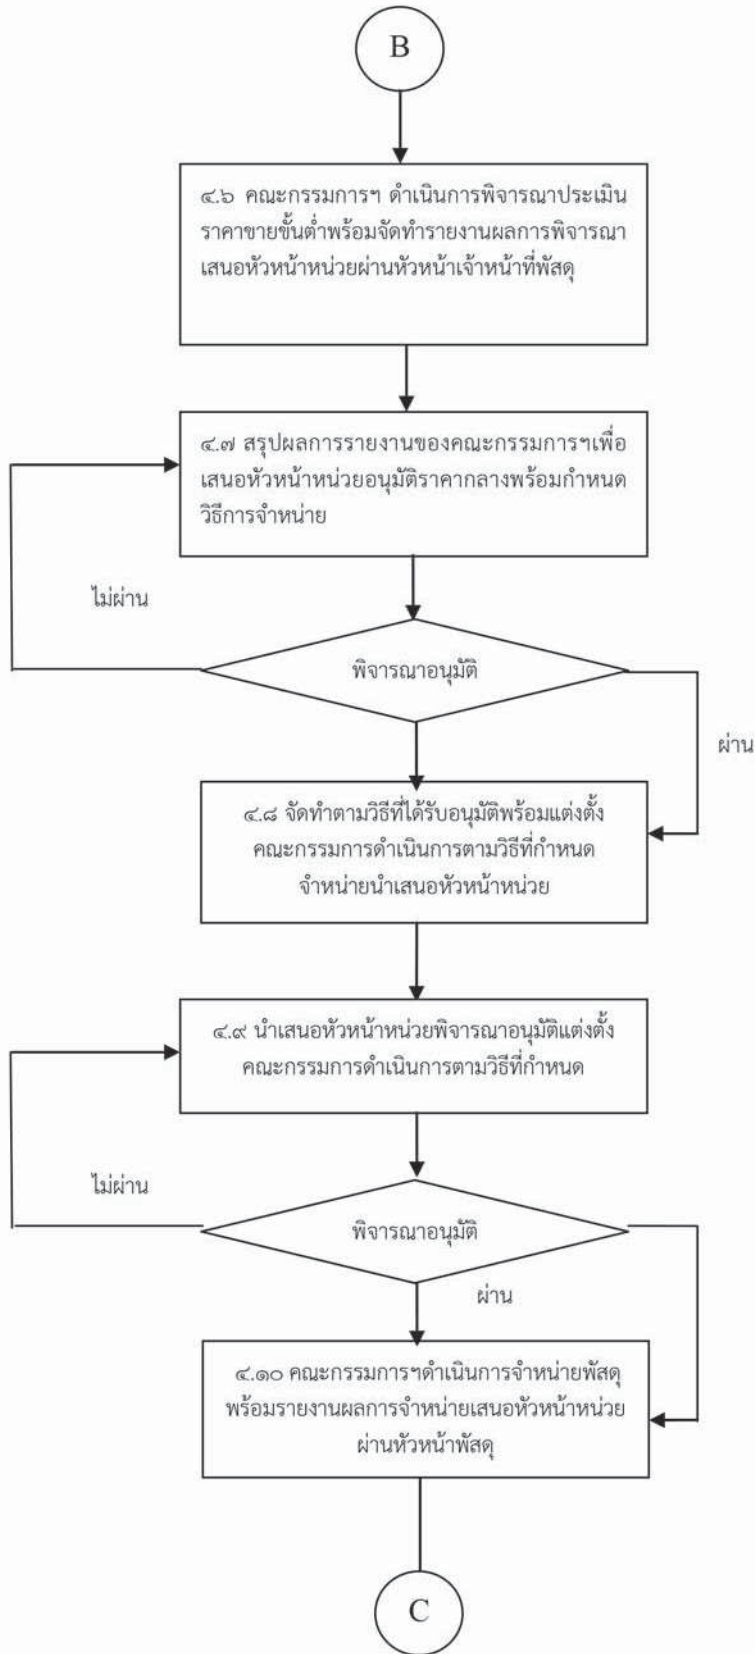 B
๔.๖ คณะกรรมการฯ ดำเนินการพิจารณาประเมิน
ราคาขายขั้นต่ำพร้อมจัดทำรายงานผลการพิจารณา
เสนอหัวหน้าหน่วยผ่านหัวหน้าเจ้าหน้าที่พัสดุ
๔.๗ สรุปผลการรายงานของคณะกรรมการฯเพื่อ
เสนอหัวหน้าหน่วยอนุมัติราคากลางพร้อมกำหนด
วิธีการจำหน่าย
ไม่ผ่าน
พิจารณาอนุมัติ
ผ่าน
๔.๘ จัดทำตามวิธีที่ได้รับอนุมัติพร้อมแต่งตั้ง
คณะกรรมการดำเนินการตามวิธีที่กำหนด
จำหน่ายนำเสนอหัวหน้าหน่วย
๔.๙ นำเสนอหัวหน้าหน่วยพิจารณาอนุมัติแต่งตั้ง
คณะกรรมการดำเนินการตามวิธีที่กำหนด
ไม่ผ่าน
พิจารณาอนุมัติ
ผ่าน
๔.๑๐ คณะกรรมการฯดำเนินการจำหน่ายพัสดุ
พร้อมรายงานผลการจำหน่ายเสนอหัวหน้าหน่วย
ผ่านหัวหน้าพัสดุ
C